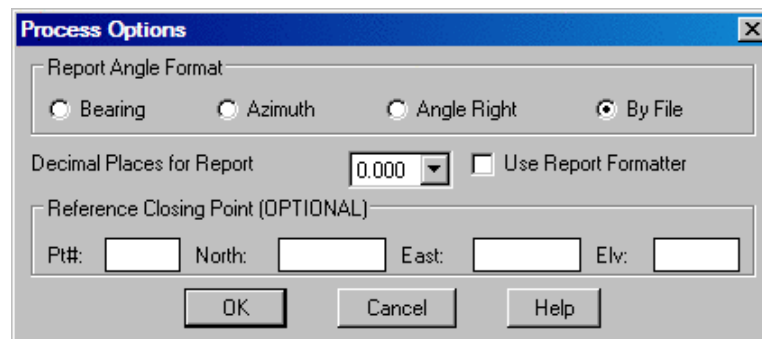 Process Options
Report Angle Format
Bearing Azimuth Angle Right By File
Decimal Places for Report 0.000 Use Report Formatter
Reference Closing Point (OPTIONAL)
Pt#: North: East: Elv:
OK Cancel Help